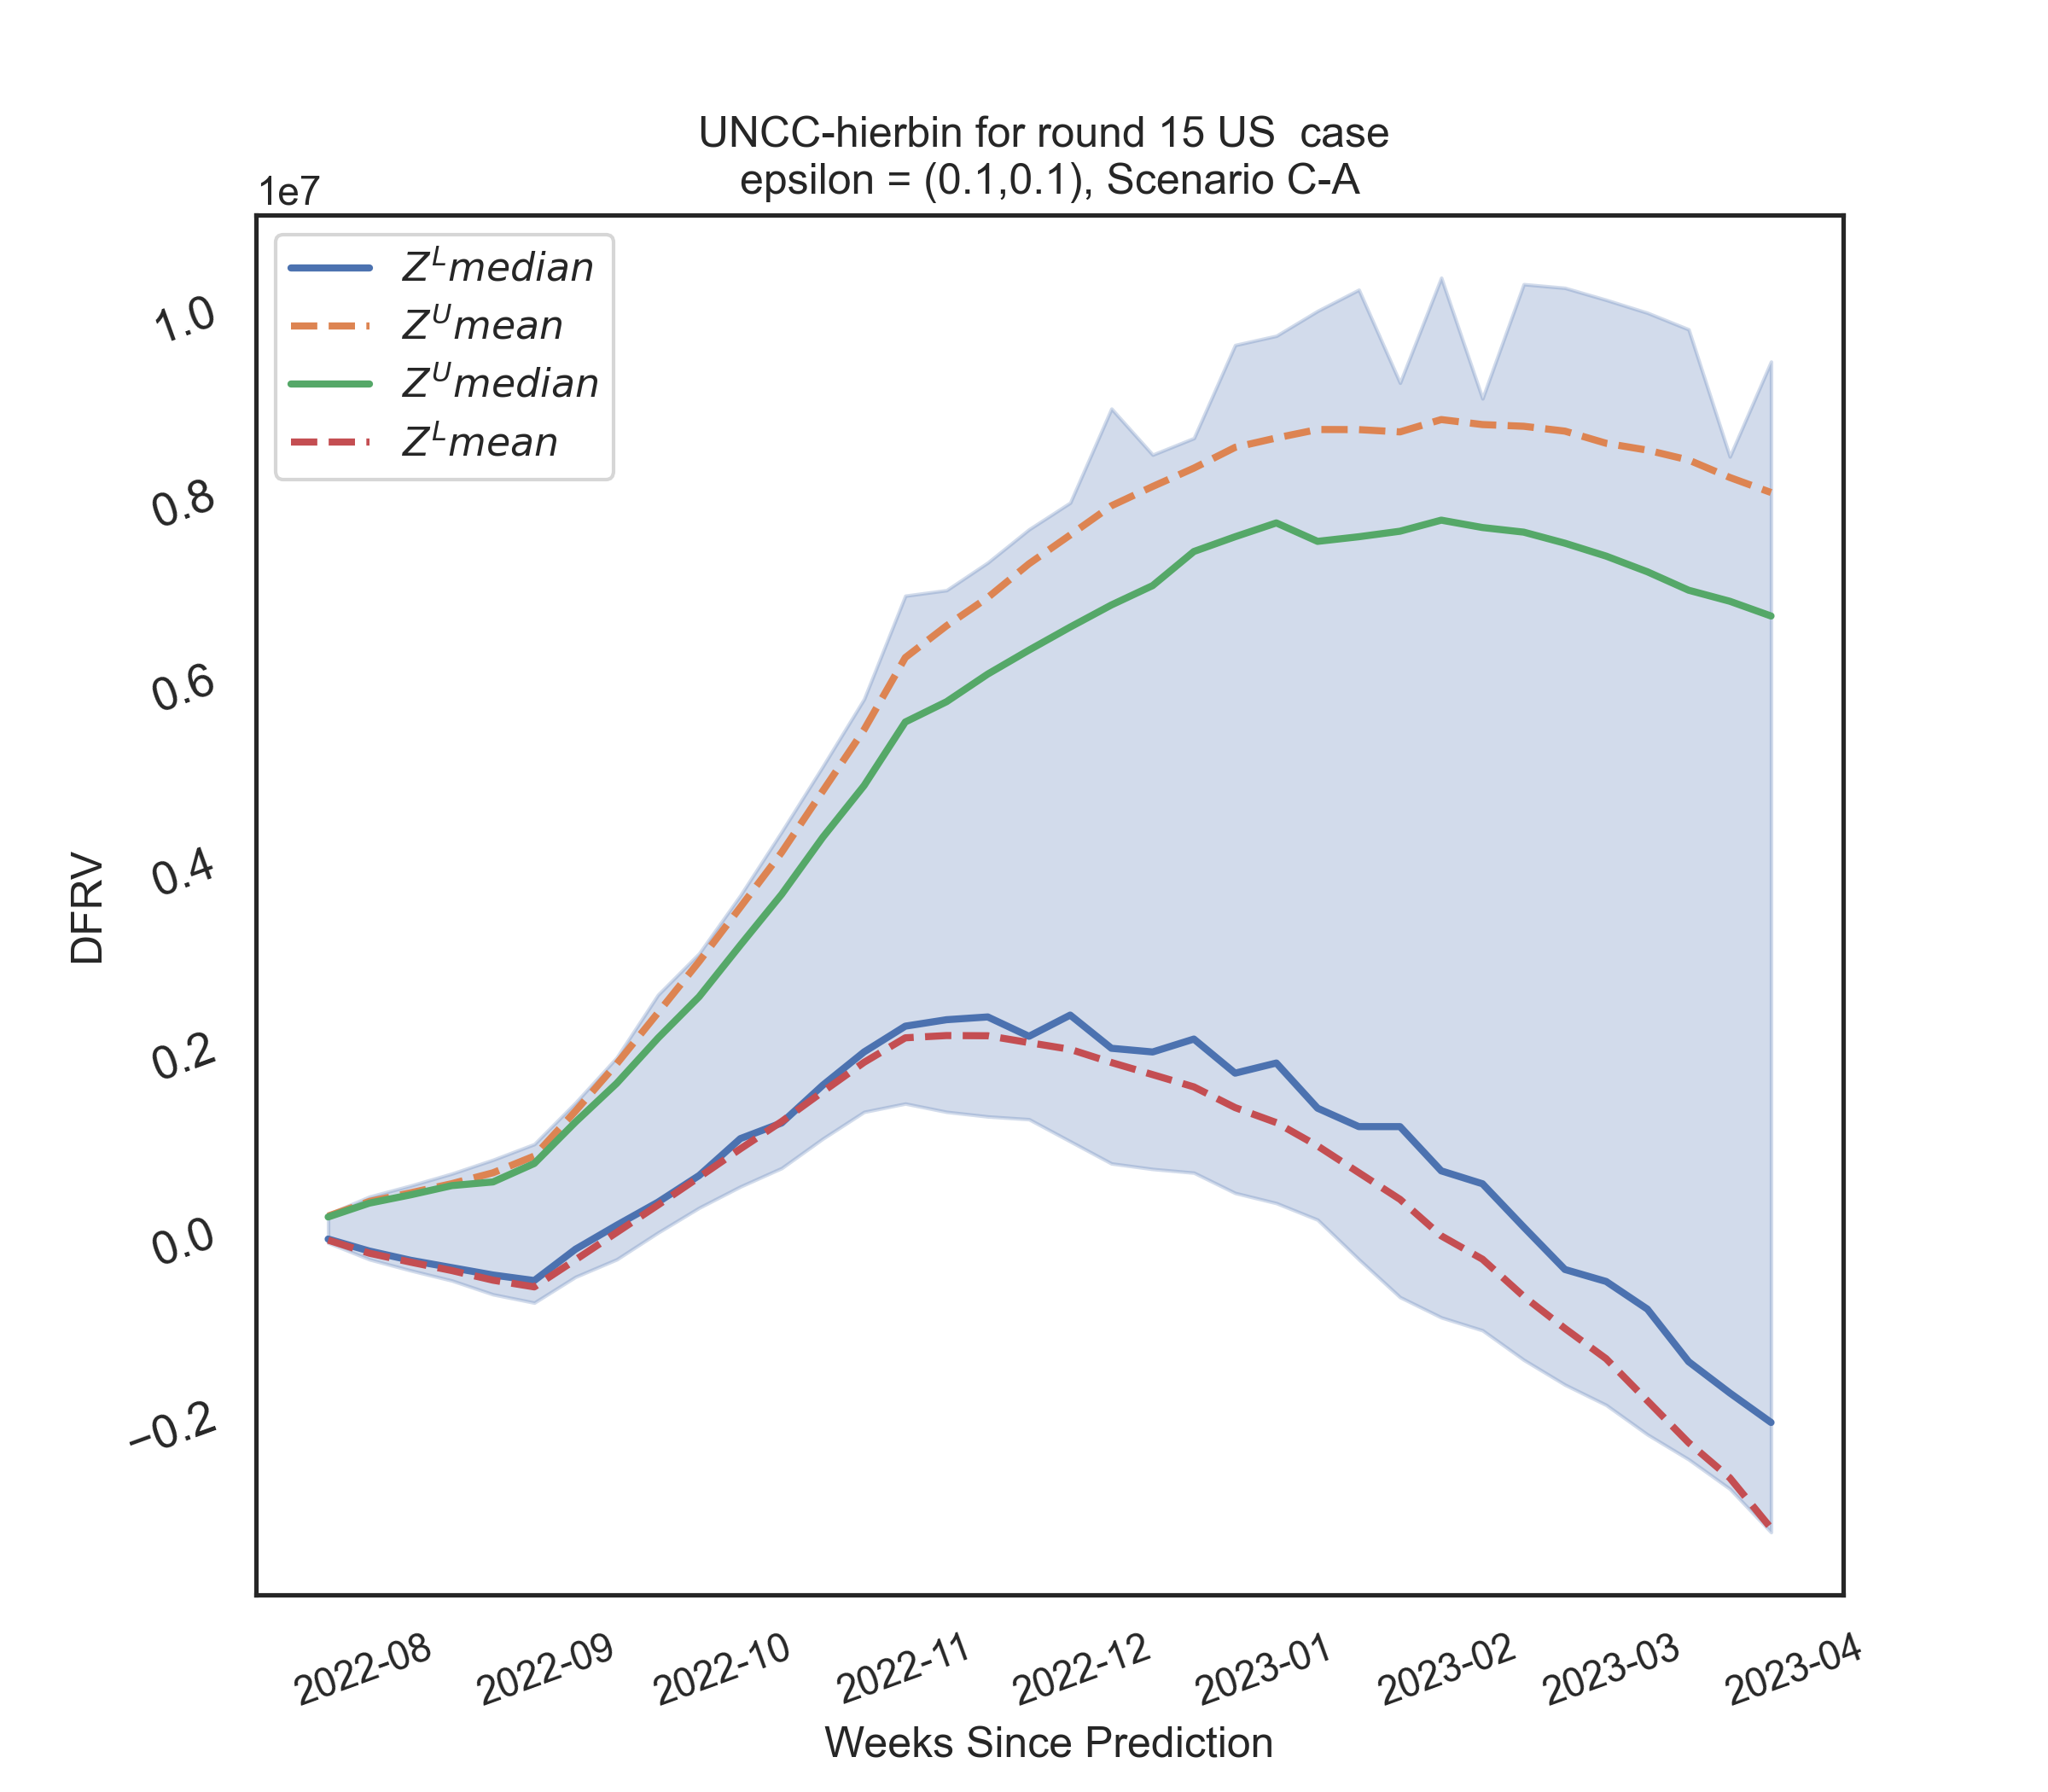 UNCC-hierbin for round 15 US  case
epsilon = (0.1,0.1), Scenario C-A
1e7
Z^L median
Z^U mean
Z^U median
Z^L mean
1.0
0.8
0.6
0.4
0.2
0.0
−0.2
DFRV
2022-08
2022-09
2022-10
2022-11
2022-12
2023-01
2023-02
2023-03
2023-04
Weeks Since Prediction